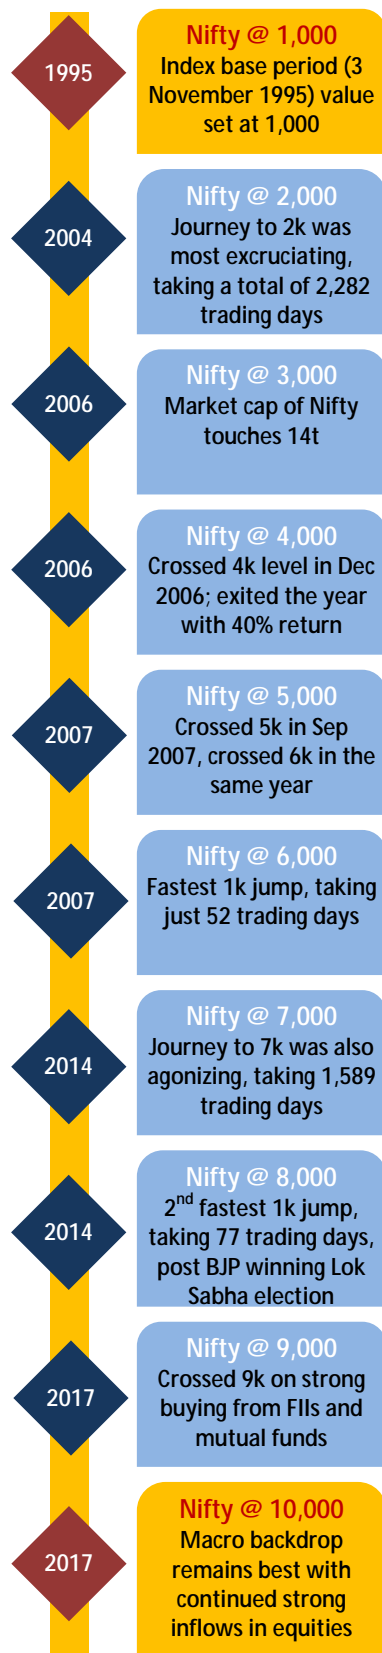 1995
Nifty @ 1,000
Index base period (3
November 1995) value
set at 1,000
2004
Nifty @ 2,000
Journey to 2k was
most excruciating,
taking a total of 2,282
trading days
2006
Nifty @ 3,000
Market cap of Nifty
touches 14t
2006
Nifty @ 4,000
Crossed 4k level in Dec
2006; exited the year
with 40% return
2007
Nifty @ 5,000
Crossed 5k in Sep
2007, crossed 6k in the
same year
2007
Nifty @ 6,000
Fastest 1k jump, taking
just 52 trading days
2014
Nifty @ 7,000
Journey to 7k was also
agonizing, taking 1,589
trading days
2014
Nifty @ 8,000
2nd fastest 1k jump,
taking 77 trading days,
post BJP winning Lok
Sabha election
2017
Nifty @ 9,000
Crossed 9k on strong
buying from FIIs and
mutual funds
2017
Nifty @ 10,000
Macro backdrop
remains best with
continued strong
inflows in equities